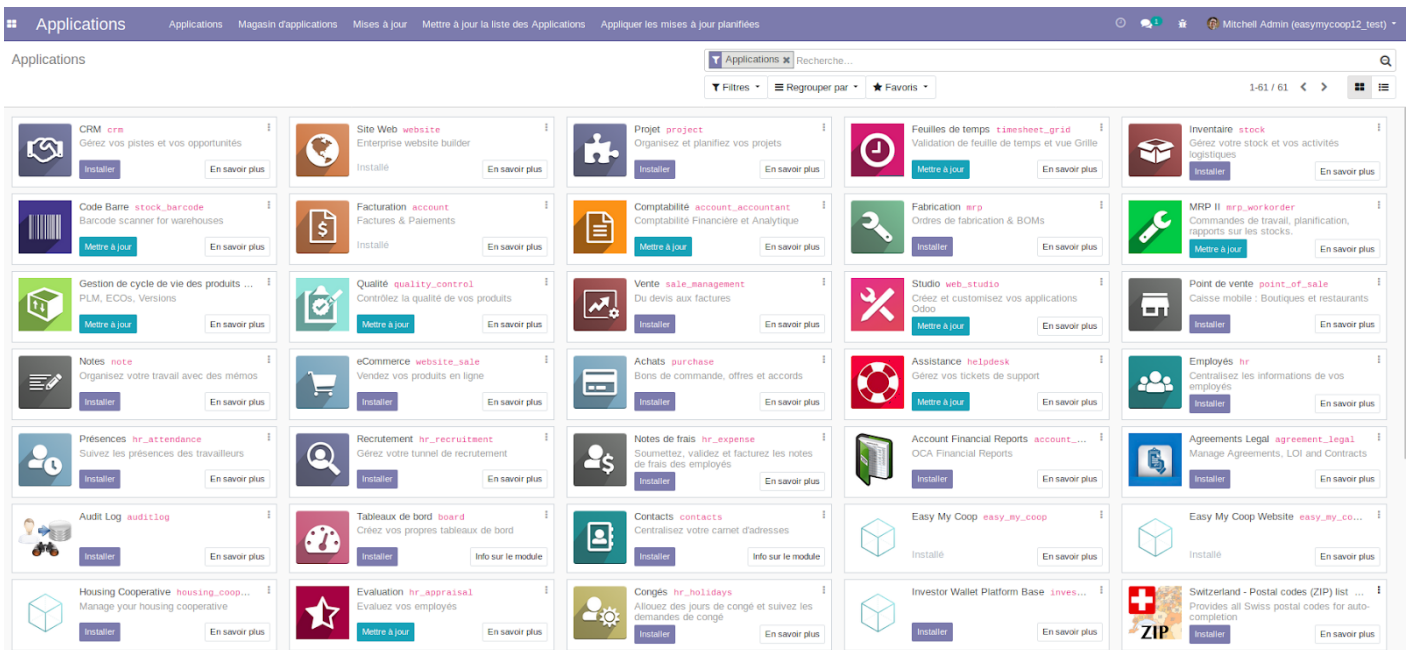 Applications Applications Magasin d'applications Mises à jour Mettre à jour la liste des Applications Appliquer les mises à jour planifiées 1 Mitchell Admin (easymycoop12_test)
Applications Applications Recherche...
Filtres Regrouper par Favoris 1-61 / 61
CRM crm
Gérez vos pistes et vos opportunités
Installer En savoir plus
Site Web website
Enterprise website builder
Installé En savoir plus
Projet project
Organisez et planifiez vos projets
Installer En savoir plus
Feuilles de temps timesheet_grid
Validation de feuille de temps et vue Grille
Mettre à jour En savoir plus
Inventaire stock
Gérez votre stock et vos activités
logistiques
Installer En savoir plus
Code Barre stock_barcode
Barcode scanner for warehouses
Mettre à jour En savoir plus
Facturation account
Factures & Paiements
Installé En savoir plus
Comptabilité account_accountant
Comptabilité Financière et Analytique
Mettre à jour En savoir plus
Fabrication mrp
Ordres de fabrication & BOMs
Installer En savoir plus
MRP II mrp_workorder
Commandes de travail, planification,
rapports sur les stocks.
Mettre à jour En savoir plus
Gestion de cycle de vie des produits ...
PLM, ECOs, Versions
Mettre à jour En savoir plus
Qualité quality_control
Contrôlez la qualité de vos produits
Mettre à jour En savoir plus
Vente sale_management
Du devis aux factures
Installer En savoir plus
Studio web_studio
Créez et customisez vos applications
Odoo
Mettre à jour En savoir plus
Point de vente point_of_sale
Caisse mobile : Boutiques et restaurants
Installer En savoir plus
Notes note
Organisez votre travail avec des mémos
Installer En savoir plus
eCommerce website_sale
Vendez vos produits en ligne
Installer En savoir plus
Achats purchase
Bons de commande, offres et accords
Installer En savoir plus
Assistance helpdesk
Gérez vos tickets de support
Mettre à jour En savoir plus
Employés hr
Centralisez les informations de vos
employés
Installer En savoir plus
Présences hr_attendance
Suivez les présences des travailleurs
Installer En savoir plus
Recrutement hr_recruitment
Gérez votre tunnel de recrutement
Installer En savoir plus
Notes de frais hr_expense
Soumettez, validez et facturez les notes
de frais des employés
Installer En savoir plus
Account Financial Reports account_...
OCA Financial Reports
Installer En savoir plus
Agreements Legal agreement_legal
Manage Agreements, LOI and Contracts
Installer En savoir plus
Audit Log auditlog
Installer En savoir plus
Tableaux de bord board
Créez vos propres tableaux de bord
Installer Info sur le module
Contacts contacts
Centralisez votre carnet d'adresses
Installer Info sur le module
Easy My Coop easy_my_coop
Installé En savoir plus
Easy My Coop Website easy_my_co...
Installé En savoir plus
Housing Cooperative housing_coop...
Manage your housing cooperative
Installer En savoir plus
Evaluation hr_appraisal
Evaluez vos employés
Mettre à jour En savoir plus
Congés hr_holidays
Allouez des jours de congé et suivez les
demandes de congé
Installer En savoir plus
Investor Wallet Platform Base inves...
Installer En savoir plus
ZIP
Switzerland - Postal codes (ZIP) list ...
Provides all Swiss postal codes for auto-
completion
Installer En savoir plus